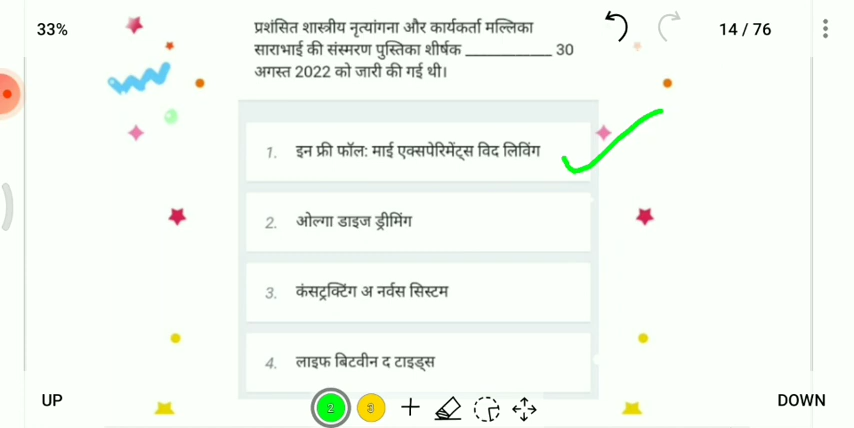 33%
प्रशंसित शास्त्रीय नृत्यांगना और कार्यकर्ता मल्लिका
14 / 76
साराभाई की संस्मरण पुस्तिका शीर्षक __________ 30
अगस्त 2022 को जारी की गई थी।
1. इन फ्री फॉल: माई एक्सपेरिमेंट्स विद लिविंग
2. ओल्गा डाइज ड्रीमिंग
3. कंसट्रक्टिंग अ नर्वस सिस्टम
4. लाइफ बिटवीन द टाइड्स
UP
2
3
DOWN